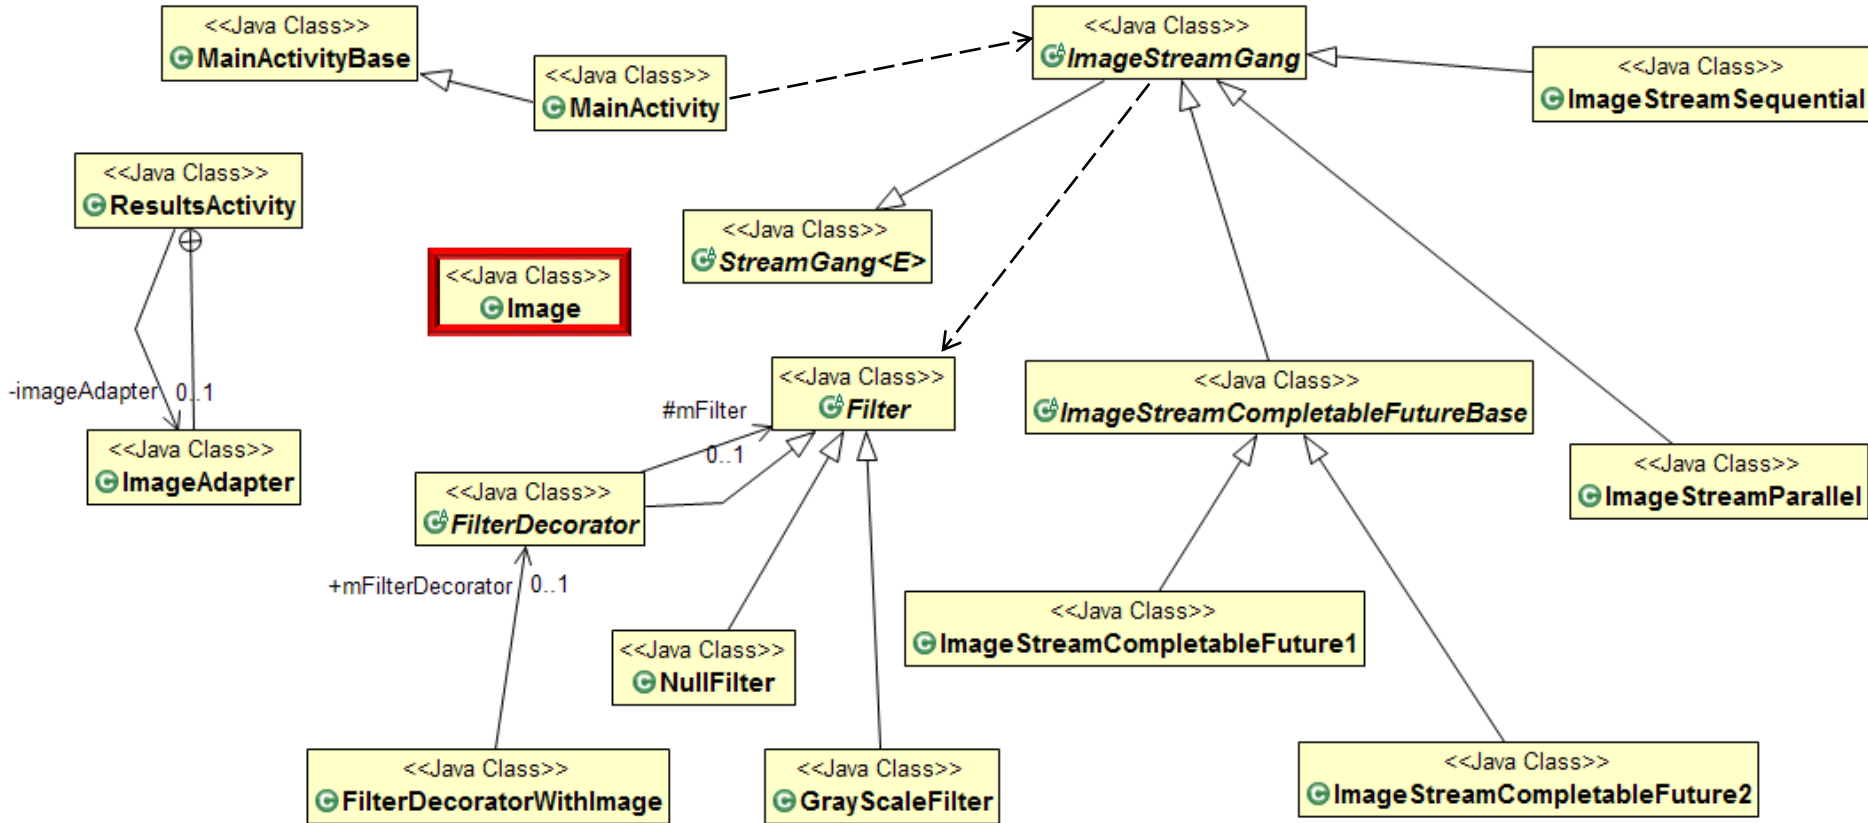 <<Java Class>>
MainActivityBase
<<Java Class>>
MainActivity
<<Java Class>>
ImageStreamGang
<<Java Class>>
ImageStreamSequential
<<Java Class>>
ResultsActivity
<<Java Class>>
StreamGang<E>
<<Java Class>>
Image
-imageAdapter 0..1
<<Java Class>>
ImageAdapter
<<Java Class>>
Filter
#mFilter
0..1
<<Java Class>>
ImageStreamCompletableFutureBase
<<Java Class>>
ImageStreamParallel
<<Java Class>>
FilterDecorator
+mFilterDecorator 0..1
<<Java Class>>
ImageStreamCompletableFuture1
<<Java Class>>
NullFilter
<<Java Class>>
FilterDecoratorWithImage
<<Java Class>>
GrayScaleFilter
<<Java Class>>
ImageStreamCompletableFuture2